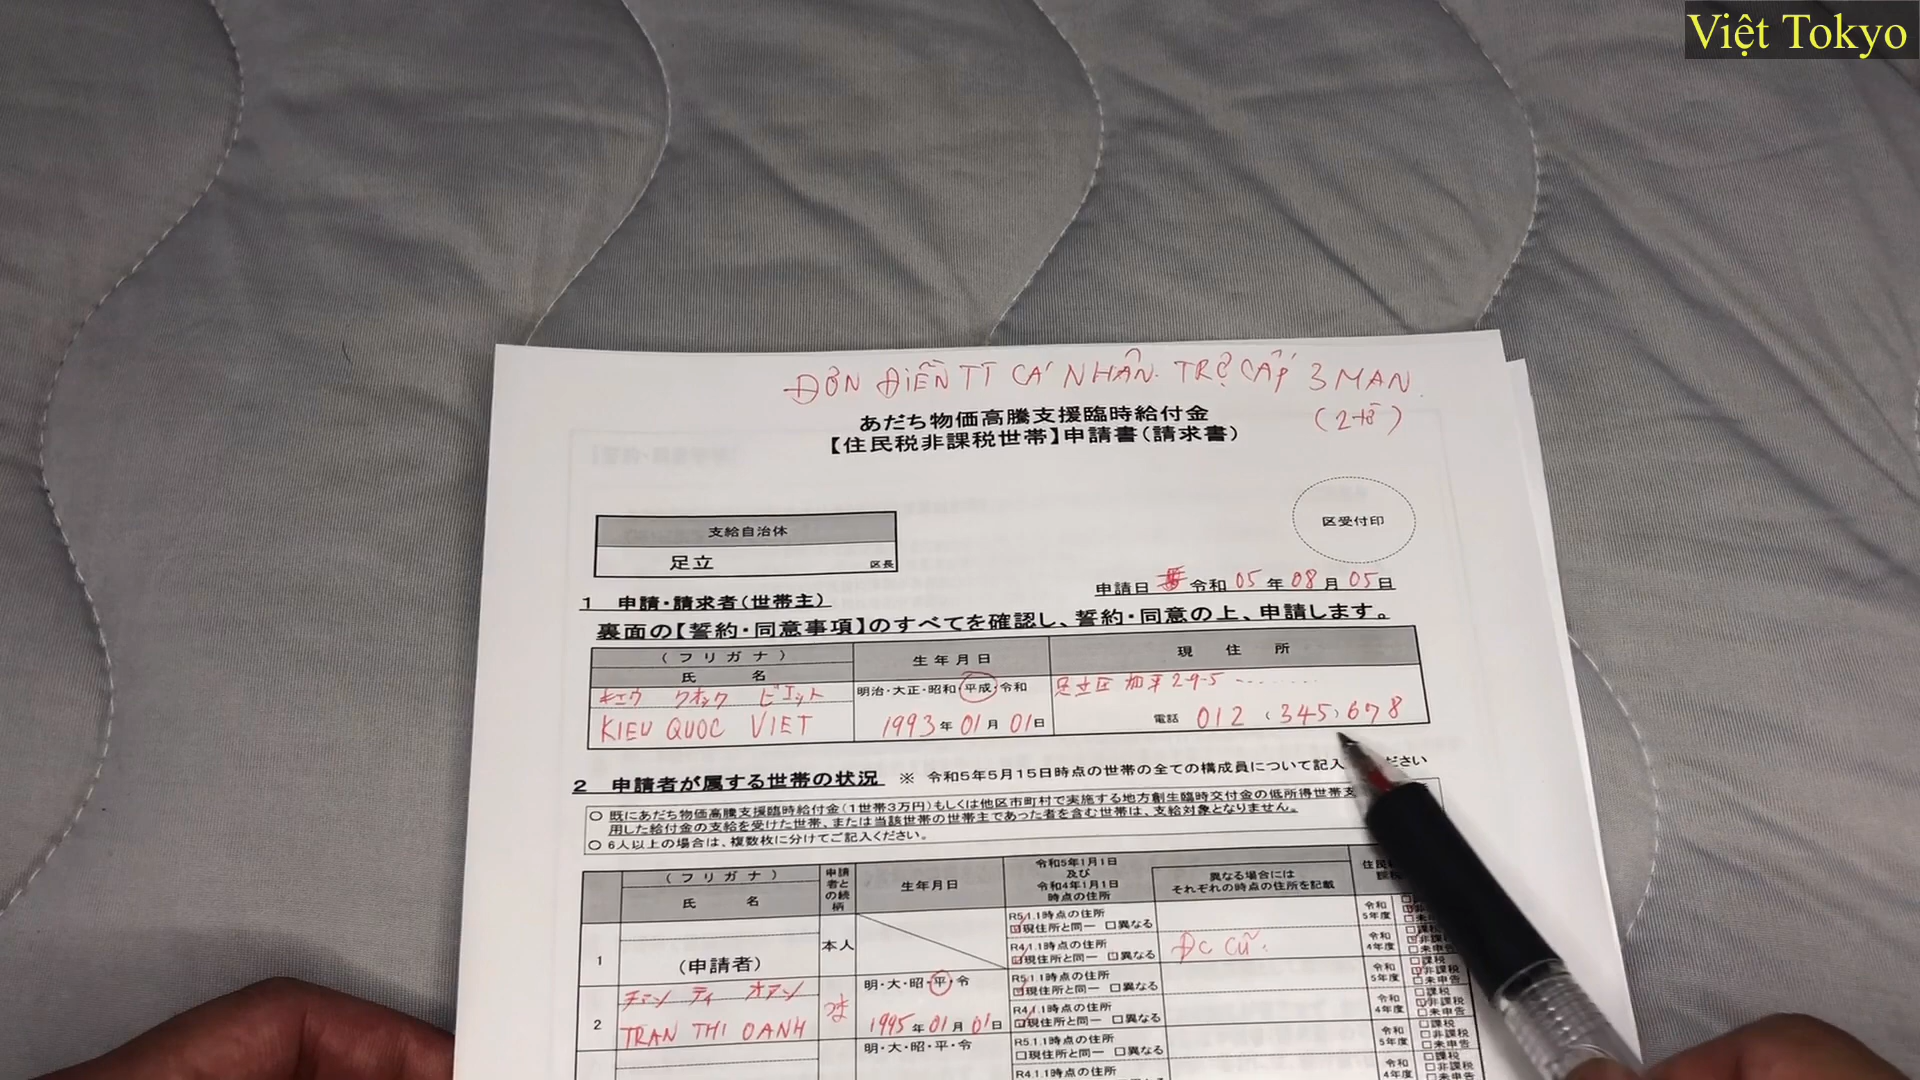 Việt Tokyo
ĐƠN ĐIỀN TT CÁ NHÂN. TRỢ CẤP 3 MAN.
(2 tờ)
あだち物価高騰支援臨時給付金
【住民税非課税世帯】申請書(請求書)
支給自治体
足立 区長
区受付印
申請日 令和 05 年 08 月 05 日
1 申請・請求者(世帯主)
裏面の【誓約・同意事項】のすべてを確認し、誓約・同意の上、申請します。
(フリガナ)
氏 名
生年月日
現 住 所
キエウ クオック ビエット
明治・大正・昭和・平成・令和
足立区 加平 2-9-5 - - - - - - - -
KIEU QUOC VIET
1993 年 01 月 01 日
電話 012 (345) 678
2 申請者が属する世帯の状況 ※ 令和5年5月15日時点の世帯の全ての構成員について記入 ださい
○ 既にあだち物価高騰支援臨時給付金(1世帯3万円)もしくは他区市町村で実施する地方創生臨時交付金の低所得世帯支
用した給付金の支給を受けた世帯、または当該世帯の世帯主であった者を含む世帯は、支給対象となりません。
○ 6人以上の場合は、複数枚に分けてご記入ください。
(フリガナ)
氏 名
申請者との続柄
生年月日
令和5年1月1日
及び
令和4年1月1日
時点の住所
異なる場合には
それぞれの時点の住所を記載
1
(申請者)
本人
R5.1.1時点の住所
☑現住所と同一 □異なる
R4.1.1時点の住所
☑現住所と同一 □異なる
ĐC CŨ.
令和
5年度
令和
4年度
2
チャン ティ オアン
TRAN THI OANH
妻
明・大・昭・平・令
1995 年 01 月 01 日
R5.1.1時点の住所
☑現住所と同一 □異なる
R4.1.1時点の住所
☑現住所と同一 □異なる
令和
5年度
□課税
☑非課税
□未申告
令和
4年度
□課税
☑非課税
□未申告
明・大・昭・平・令
R5.1.1時点の住所
□現住所と同一 □異なる
R4.1.1時点の住所
令和
5年度
□課税
□非課税
□未申告
令和
4年度
□課税
□非課税
□未申告